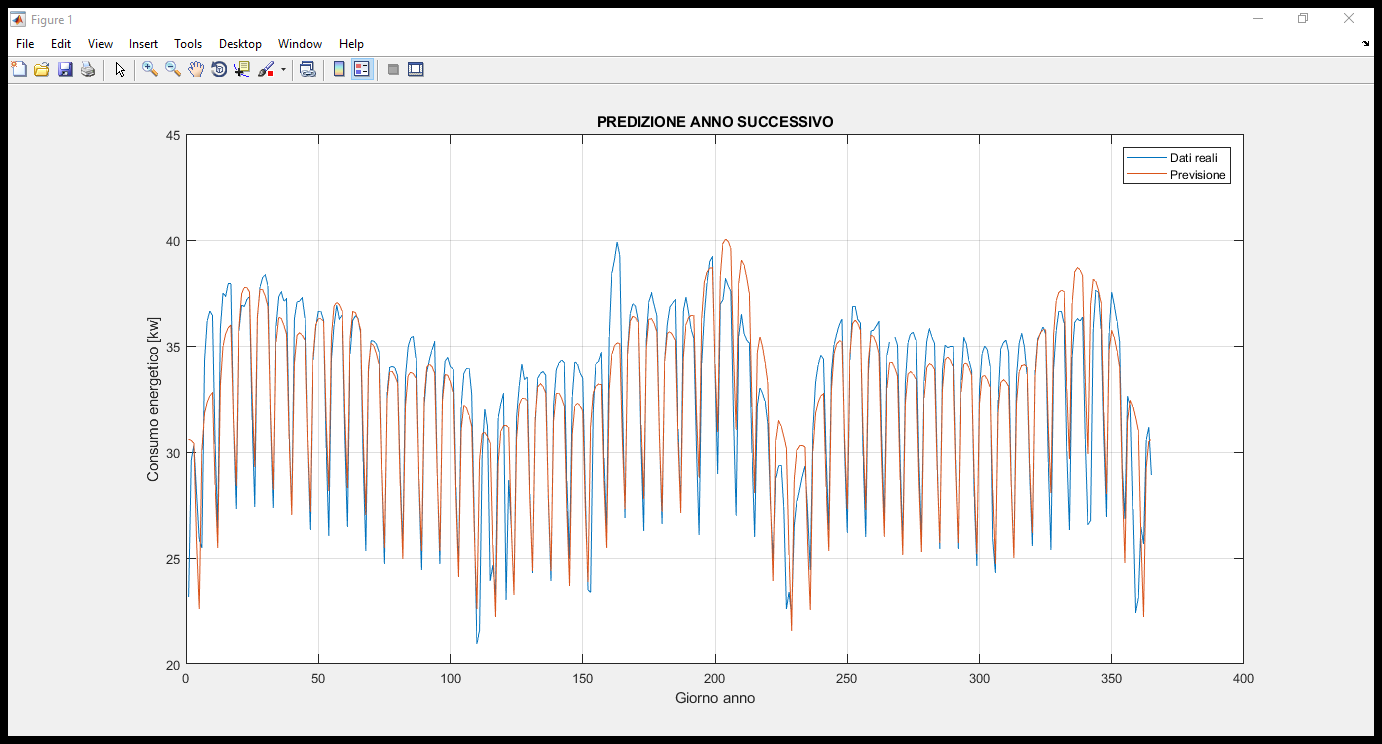 Figure 1
File Edit View Insert Tools Desktop Window Help
PREDIZIONE ANNO SUCCESSIVO
45
40
35
30
25
20
Consumo energetico [kw]
Dati reali
Previsione
0 50 100 150 200 250 300 350 400
Giorno anno